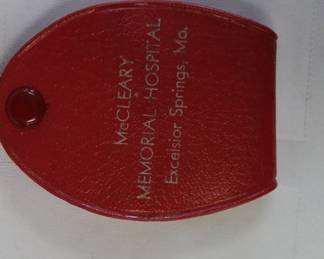 McCLEARY
MEMORIAL HOSPITAL
Excelsior Springs, Mo.